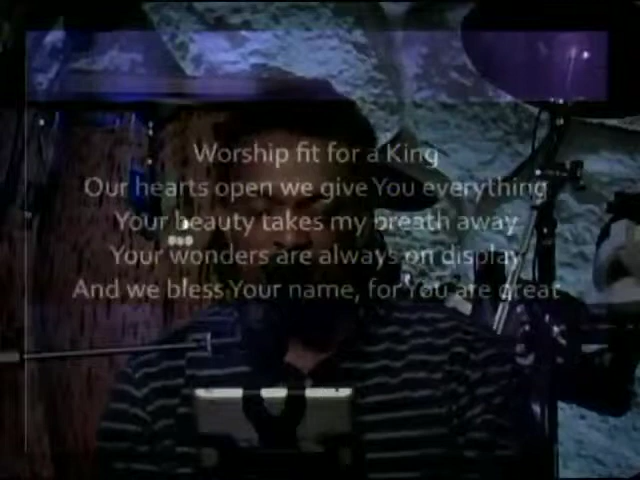 Worship fit for a King
Our hearts open we give You everything
Your beauty takes my breath away
Your wonders are always on display
And we bless Your name, for You are great